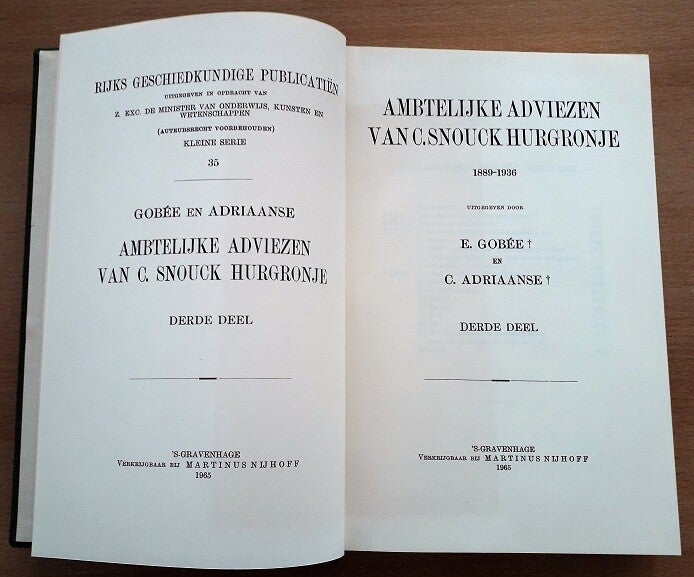 RIJKS GESCHIEDKUNDIGE PUBLICATIËN
UITGEGEVEN IN OPDRACHT VAN
Z. EXC. DE MINISTER VAN ONDERWIJS, KUNSTEN EN
WETENSCHAPPEN
(AUTEURSRECHT VOORBEHOUDEN)
KLEINE SERIE
35
GOBÉE EN ADRIAANSE
AMBTELIJKE ADVIEZEN
VAN C. SNOUCK HURGRONJE
DERDE DEEL
'S-GRAVENHAGE
VERKRIJGBAAR BIJ MARTINUS NIJHOFF
1965
AMBTELIJKE ADVIEZEN
VAN C. SNOUCK HURGRONJE
1889-1936
UITGEGEVEN DOOR
E. GOBÉE †
EN
C. ADRIAANSE †
DERDE DEEL
'S-GRAVENHAGE
VERKRIJGBAAR BIJ MARTINUS NIJHOFF
1965